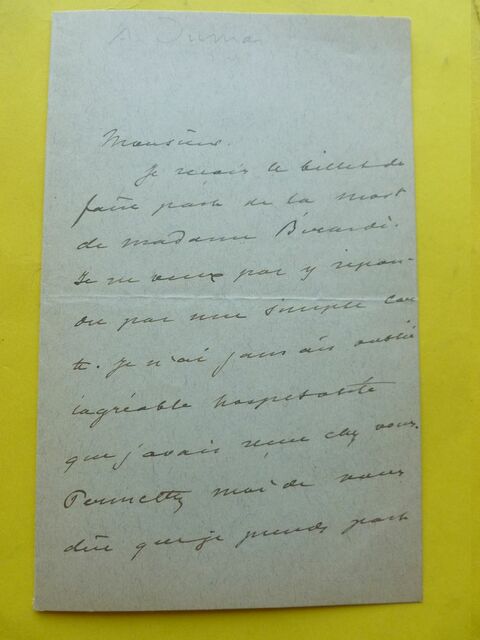 A. Dumas
Monsieur.
Je reçois le billet de
faire part de la mort
de madame Bérardi.
Je ne veux pas y répon-
dre par une simple car
te. Je n'ai jamais oublié
l'agréable hospitalité
que j'avais reçue chez vous.
Permettez moi de vous
dire que je prends part